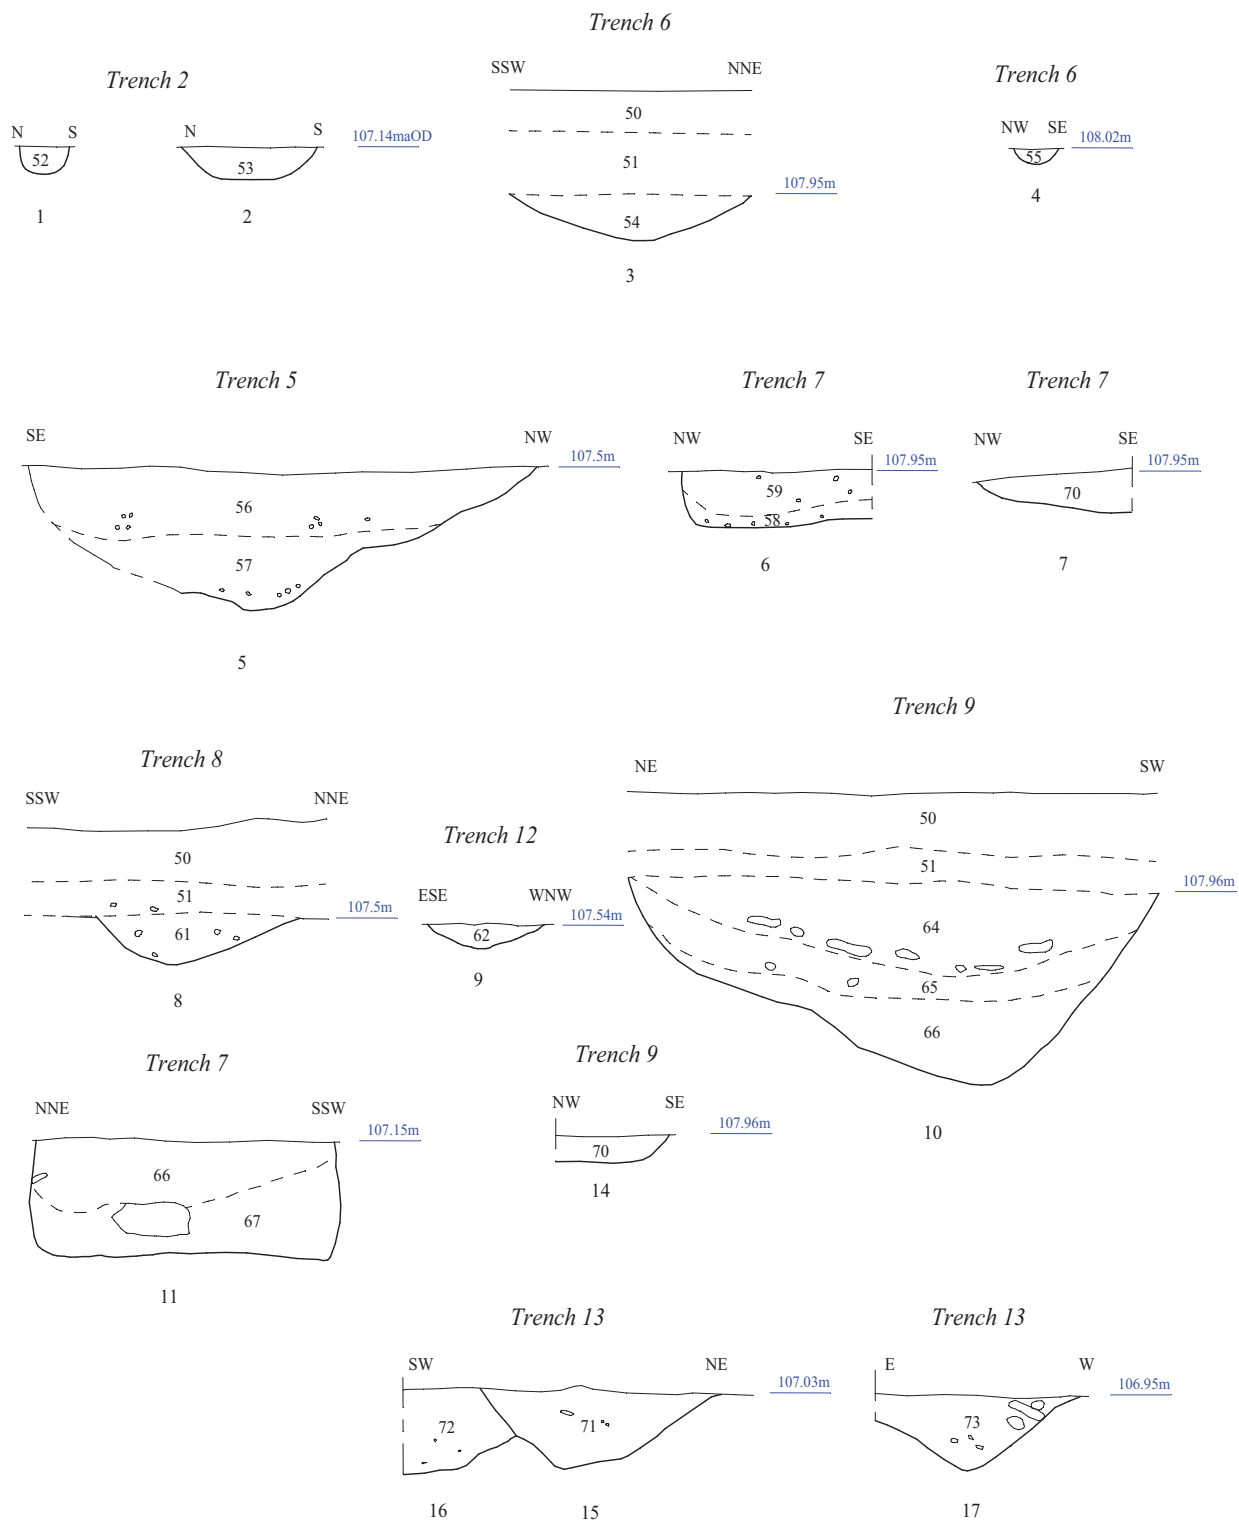 Trench 6
SSW NNE
50
51
107.95m
54
3
Trench 2
N S N S 107.14maOD
52 53
1 2
Trench 6
NW SE 108.02m
55
4
Trench 5
SE NW 107.5m
56
57
5
Trench 7
NW SE 107.95m
59
58
6
Trench 7
NW SE 107.95m
70
7
Trench 8
SSW NNE
50
51
107.5m
61
8
Trench 12
ESE WNW 107.54m
62
9
Trench 9
NE SW
50
51
107.96m
64
65
66
10
Trench 7
NNE SSW 107.15m
66
67
11
Trench 9
NW SE 107.96m
70
14
Trench 13
SW NE 107.03m
72 71
16 15
Trench 13
E W 106.95m
73
17